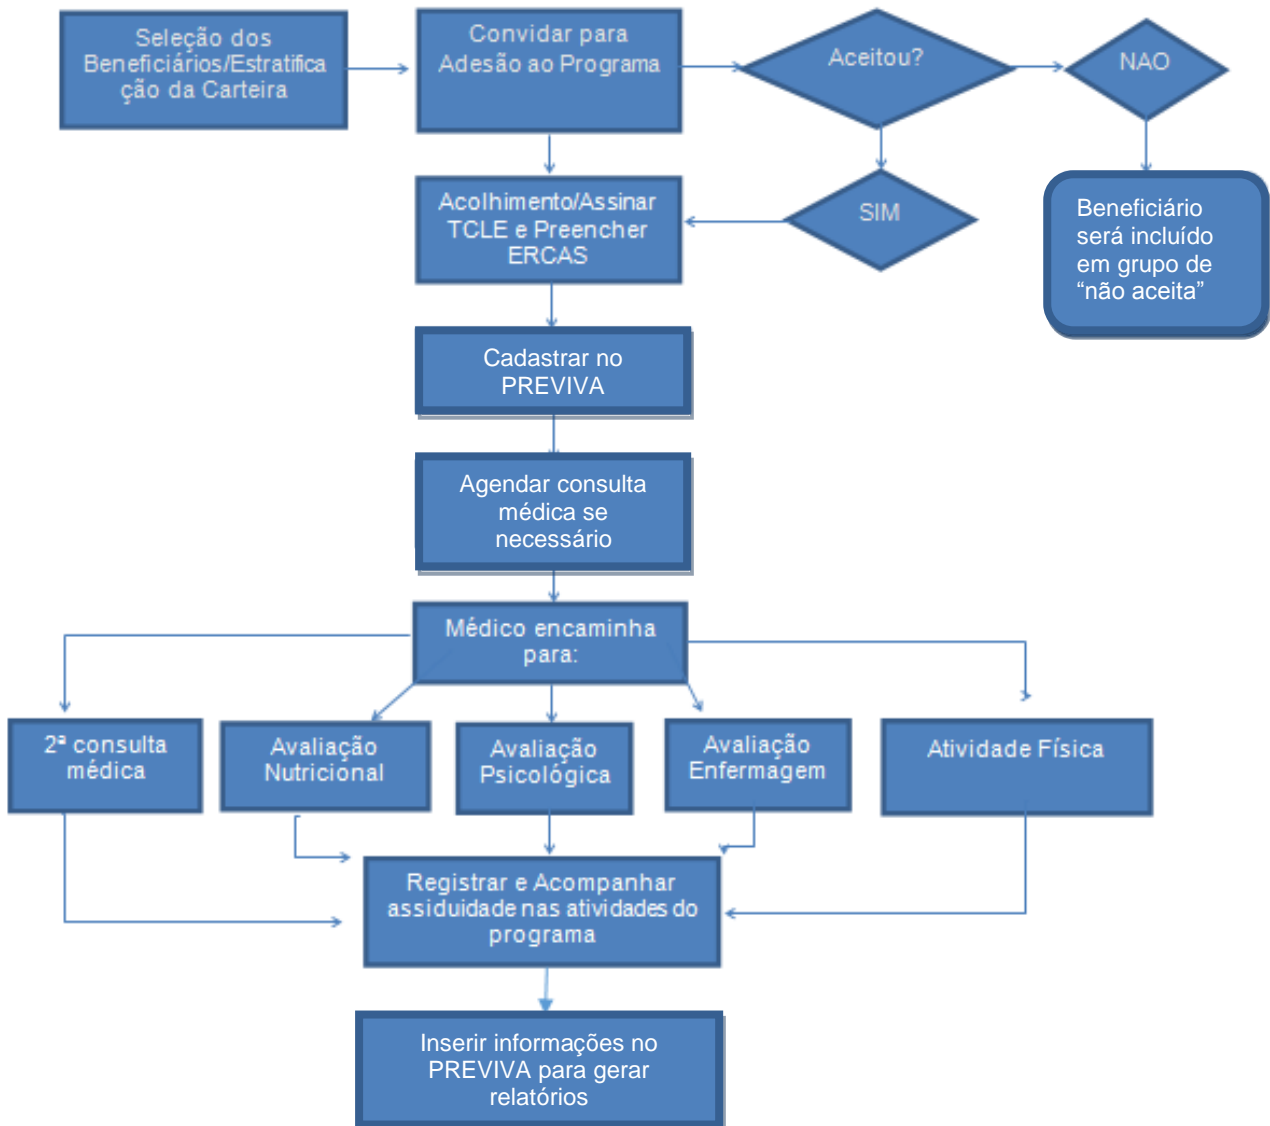 Seleção dos
Beneficiários/Estratifica
ção da Carteira
Convidar para
Adesão ao Programa
Aceitou?
NAO
Acolhimento/Assinar
TCLE e Preencher
ERCAS
SIM
Beneficiário
será incluído
em grupo de
“não aceita”
Cadastrar no
PREVIVA
Agendar consulta
médica se
necessário
Médico encaminha
para:
2ª consulta
médica
Avaliação
Nutricional
Avaliação
Psicológica
Avaliação
Enfermagem
Atividade Física
Registrar e Acompanhar
assiduidade nas atividades do
programa
Inserir informações no
PREVIVA para gerar
relatórios